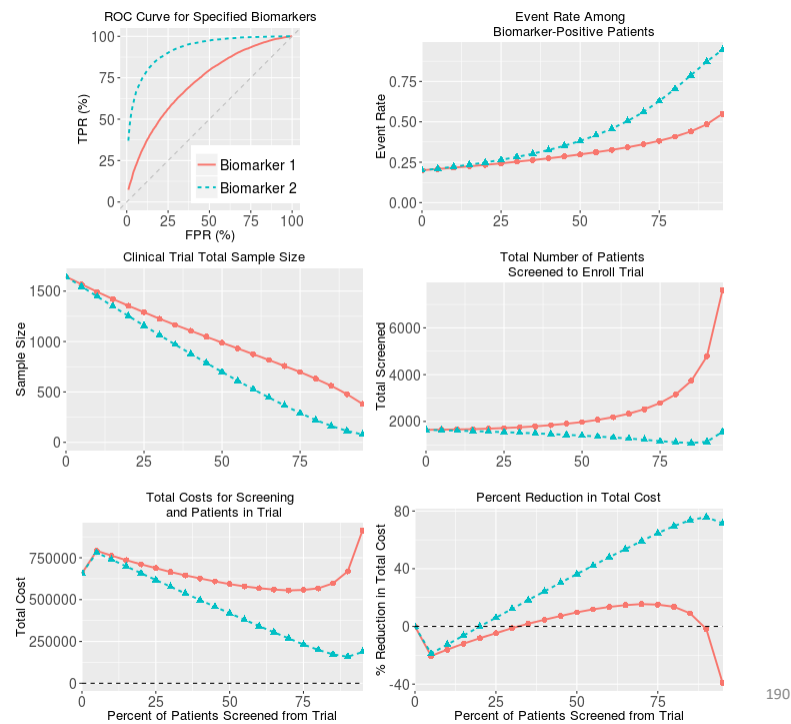 ROC Curve for Specified Biomarkers
100
75
50
25
0
TPR (%)
Biomarker 1
Biomarker 2
0 25 50 75 100
FPR (%)
Event Rate Among
Biomarker-Positive Patients
0.75
0.50
0.25
0.00
Event Rate
0 25 50 75
Clinical Trial Total Sample Size
1500
1000
500
0
Sample Size
0 25 50 75
Total Number of Patients
Screened to Enroll Trial
6000
4000
2000
Total Screened
0 25 50 75
Total Costs for Screening
and Patients in Trial
750000
500000
250000
0
Total Cost
0 25 50 75
Percent of Patients Screened from Trial
Percent Reduction in Total Cost
80
40
0
-40
% Reduction in Total Cost
0 25 50 75
Percent of Patients Screened from Trial
190